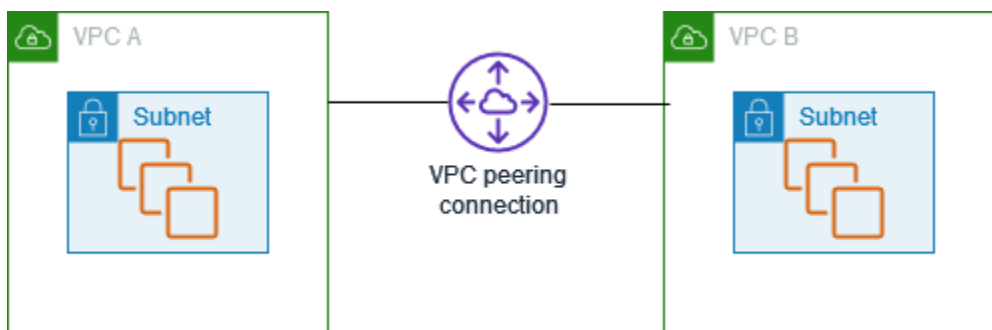 VPC A
VPC B
Subnet
Subnet
VPC peering
connection